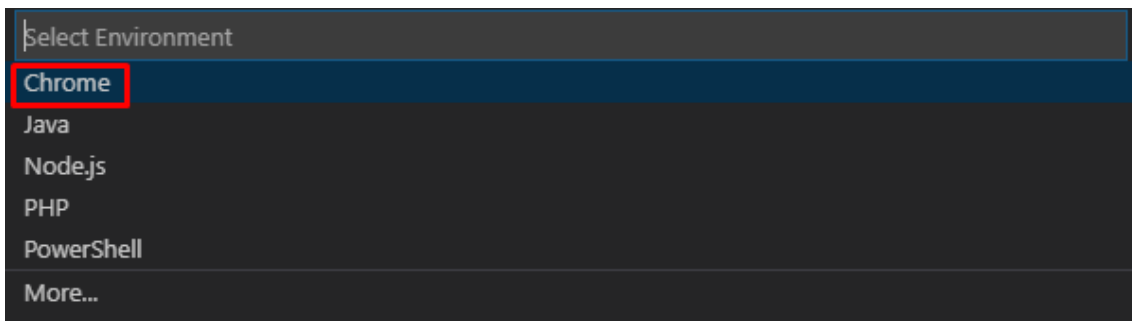 Select Environment
Chrome
Java
Node.js
PHP
PowerShell
More...